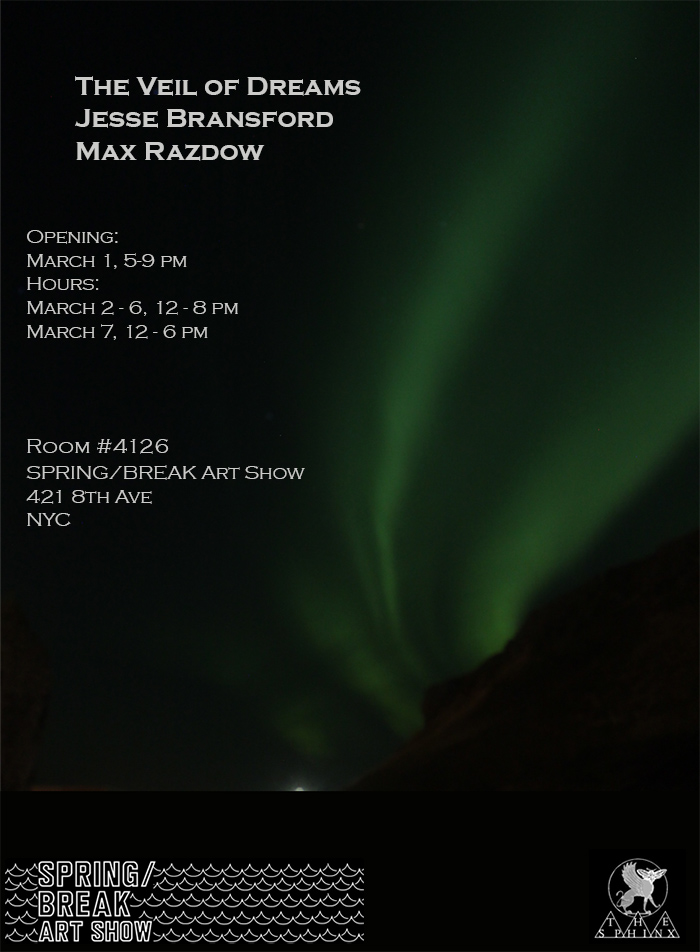 The Veil of Dreams
Jesse Bransford
Max Razdow
Opening:
March 1, 5-9 pm
Hours:
March 2 - 6, 12 - 8 pm
March 7, 12 - 6 pm
Room #4126
SPRING/BREAK Art Show
421 8th Ave
NYC
SPRING/
BREAK
ART SHOW
THE
SPHINX